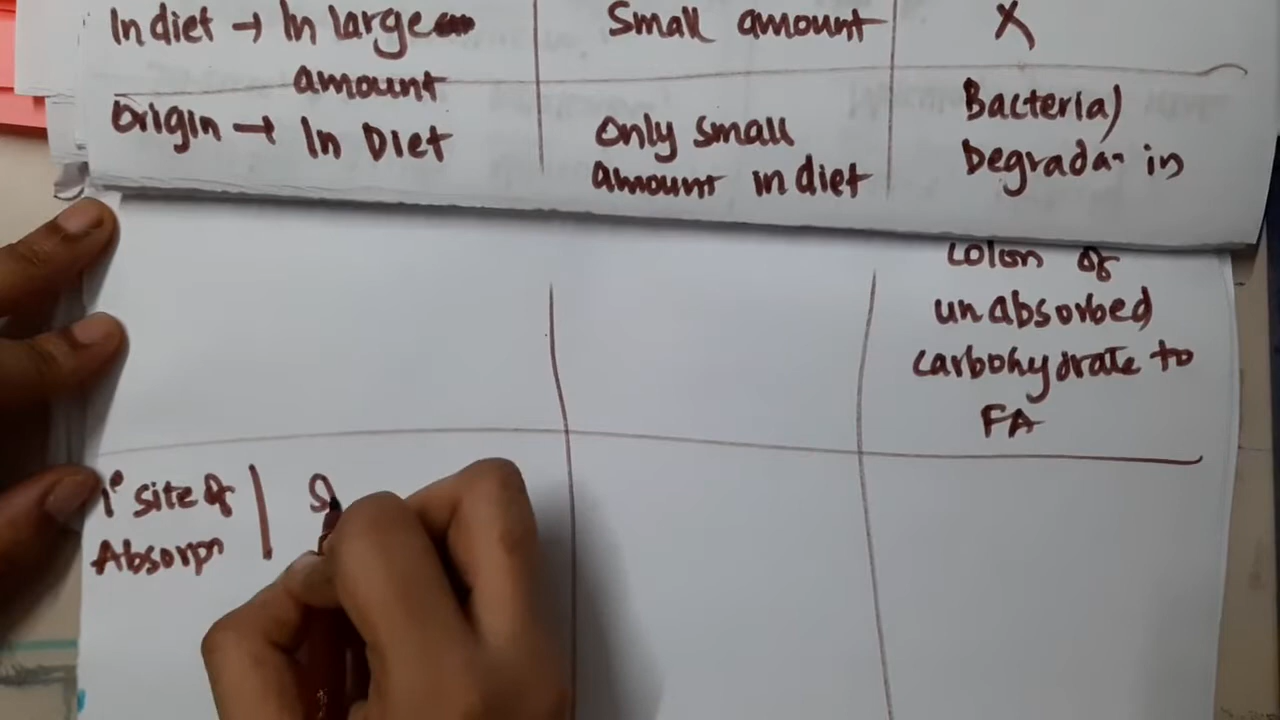 In diet → In large
amount
Small amount
X
Origin → In Diet
Only small
amount in diet
Bacterial
Degradan in
colon of
unabsorbed
carbohydrate to
FA
1° site of
Absorpn